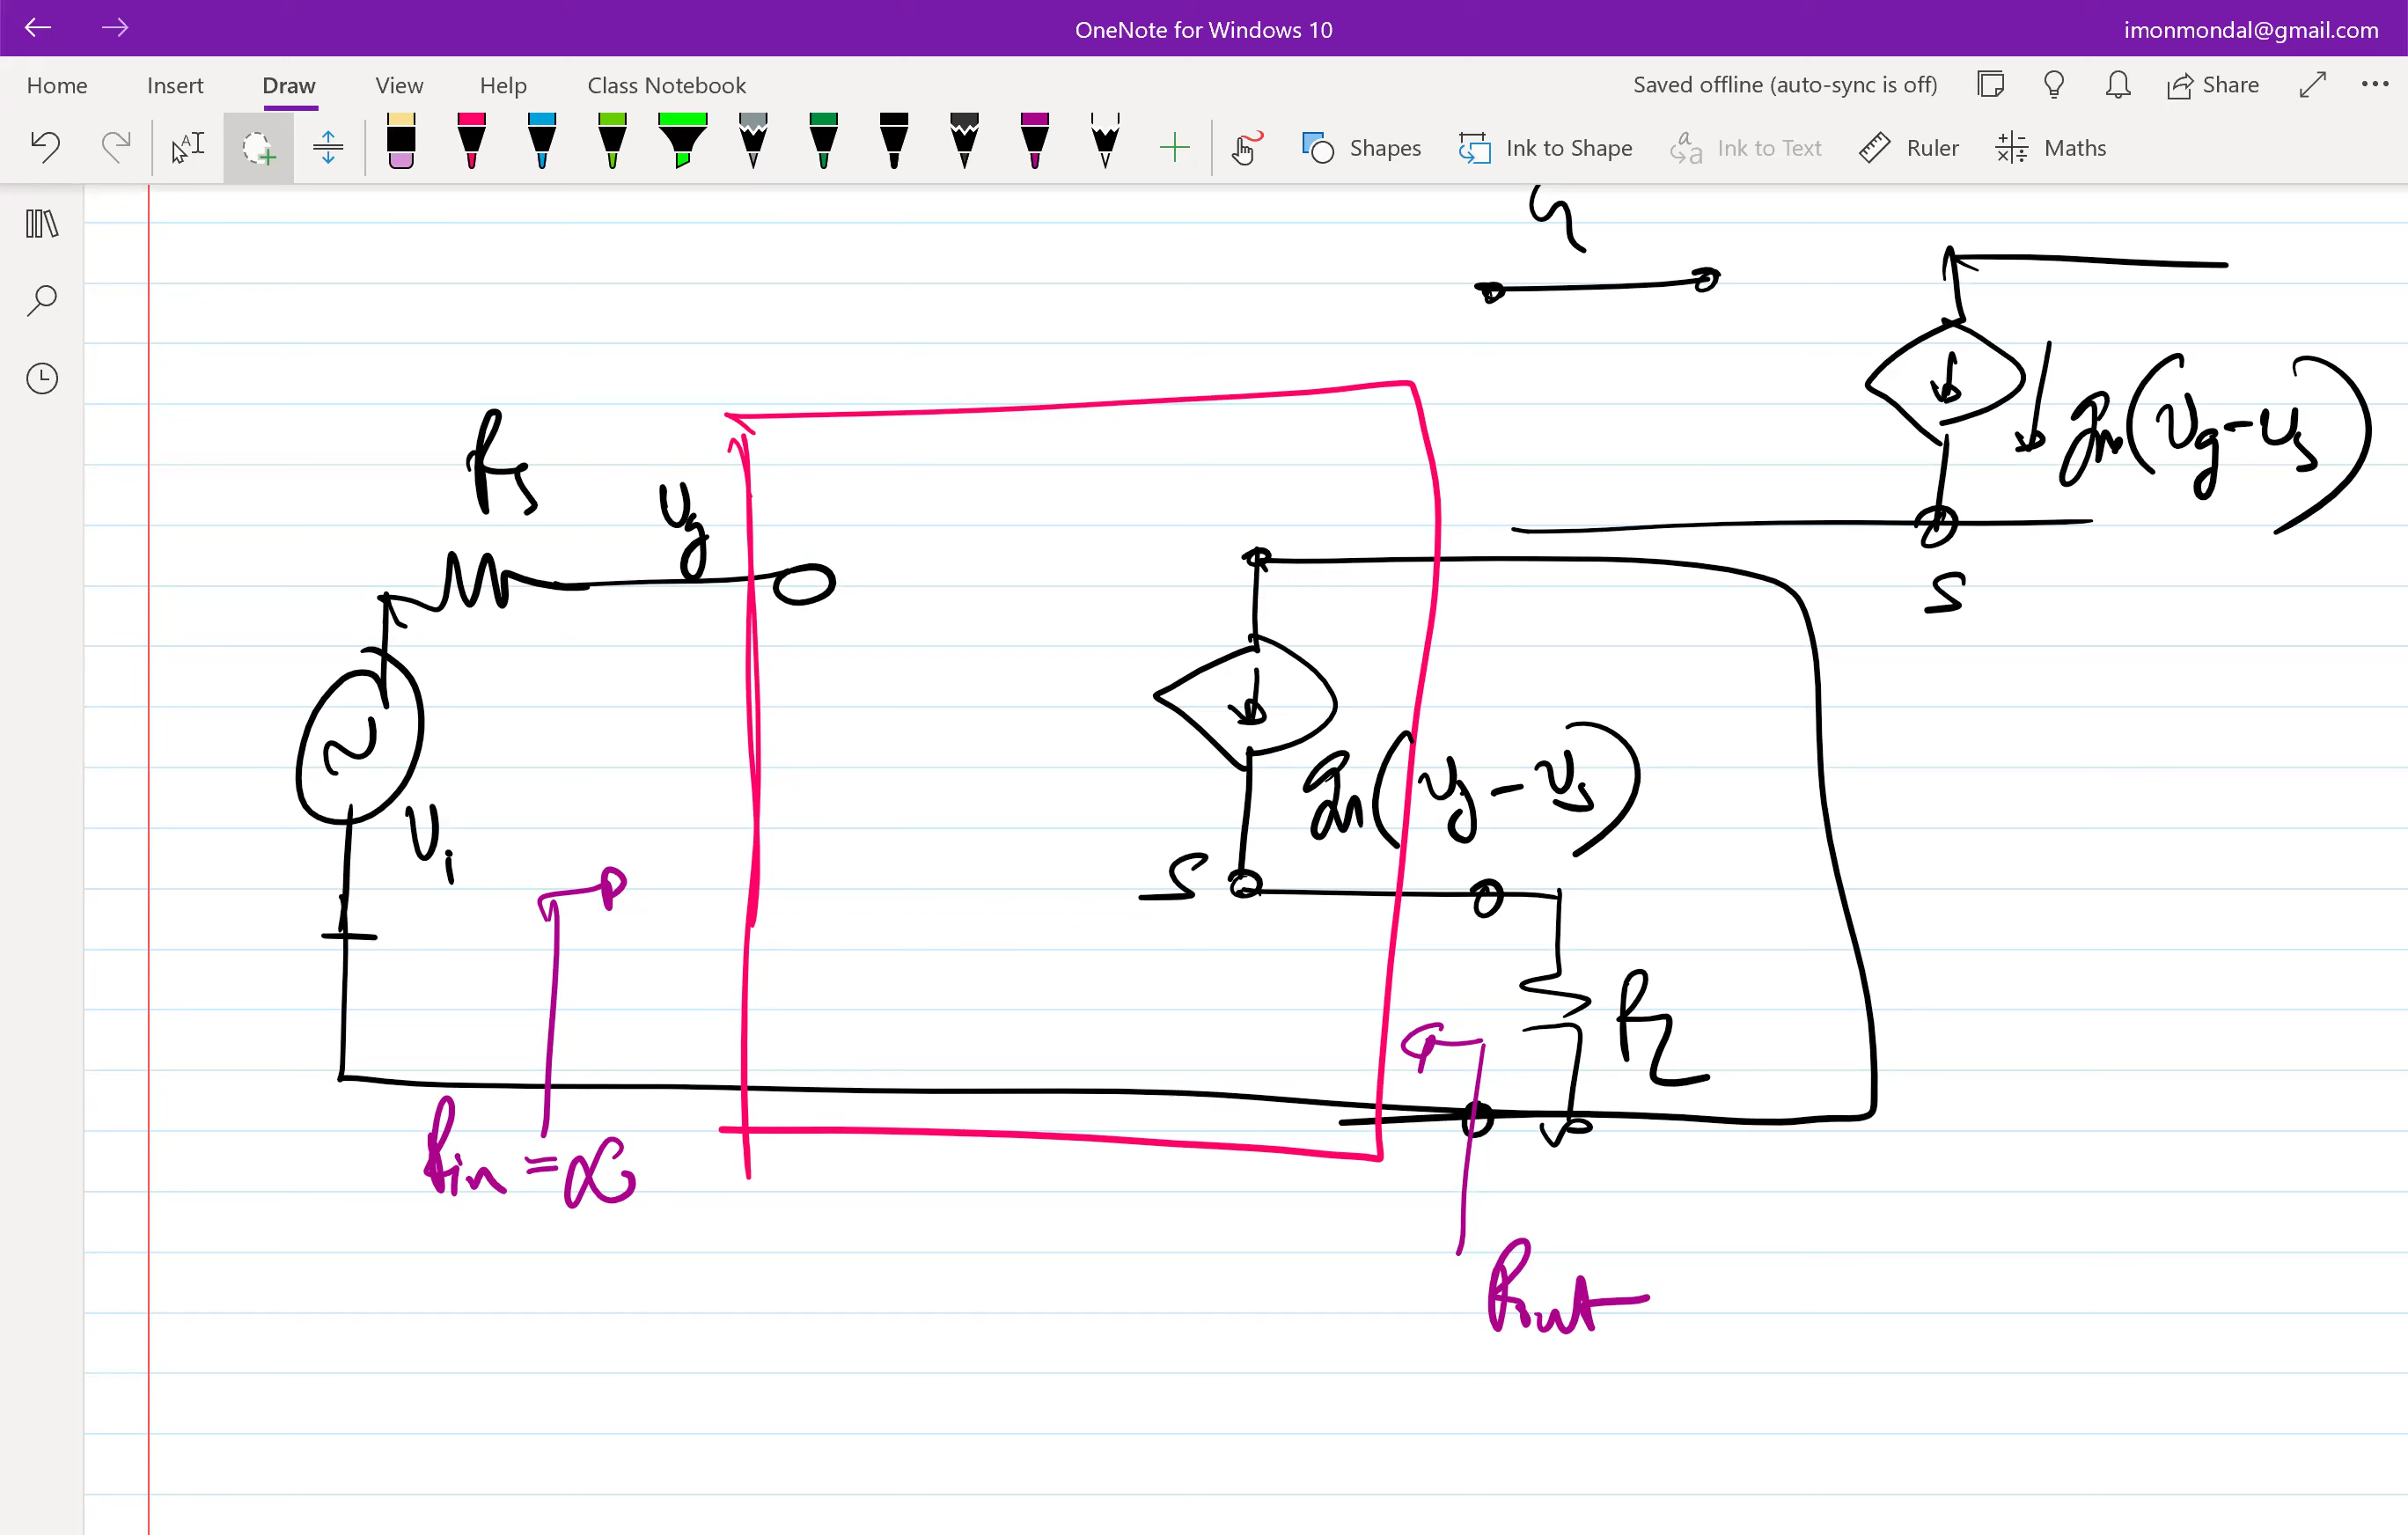 OneNote for Windows 10
imonmondal@gmail.com
Home Insert Draw View Help Class Notebook
Saved offline (auto-sync is off) Share
Shapes Ink to Shape Ink to Text Ruler Maths
gm(vg-vs)
S
Rs
vg
vi
gm(vg-vs)
S
RL
Rin = ∞
Rout